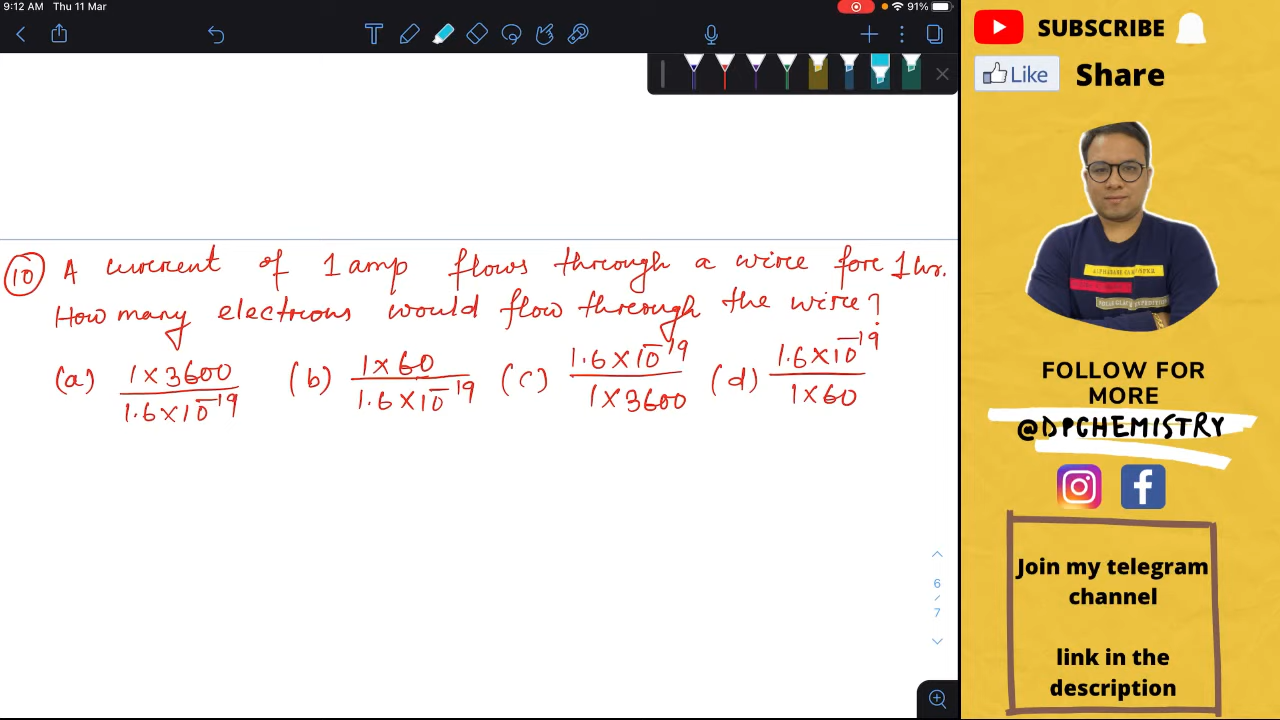 9:12 AM Thu 11 Mar
91%
T
SUBSCRIBE
Like Share
(10) A current of 1 amp flows through a wire for 1 hr.
How many electrons would flow through the wire?
(a) 1 × 3600 / 1.6 × 10⁻¹⁹ (b) 1 × 60 / 1.6 × 10⁻¹⁹ (c) 1.6 × 10⁻¹⁹ / 1 × 3600 (d) 1.6 × 10⁻¹⁹ / 1 × 60
FOLLOW FOR
MORE
@DPCHEMISTRY
Join my telegram
channel
link in the
description
6
/
7